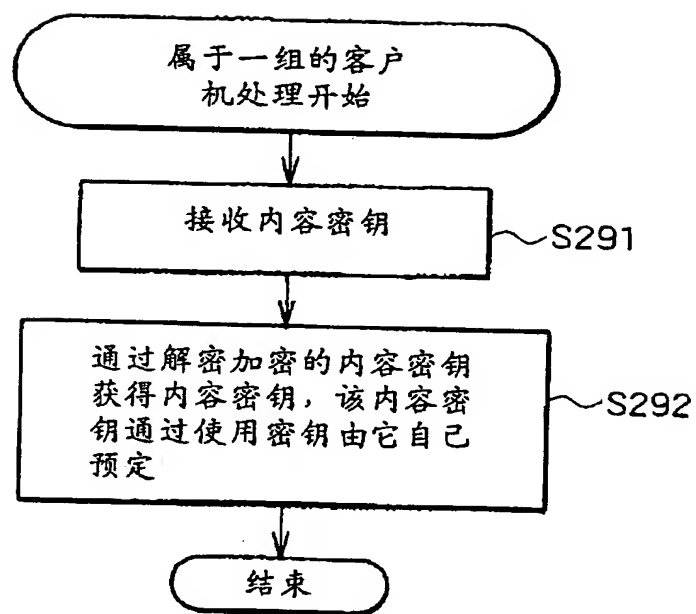 属于一组的客户
机处理开始
接收内容密钥
S291
通过解密加密的内容密钥
获得内容密钥，该内容密
钥通过使用密钥由它自己
预定
S292
结束